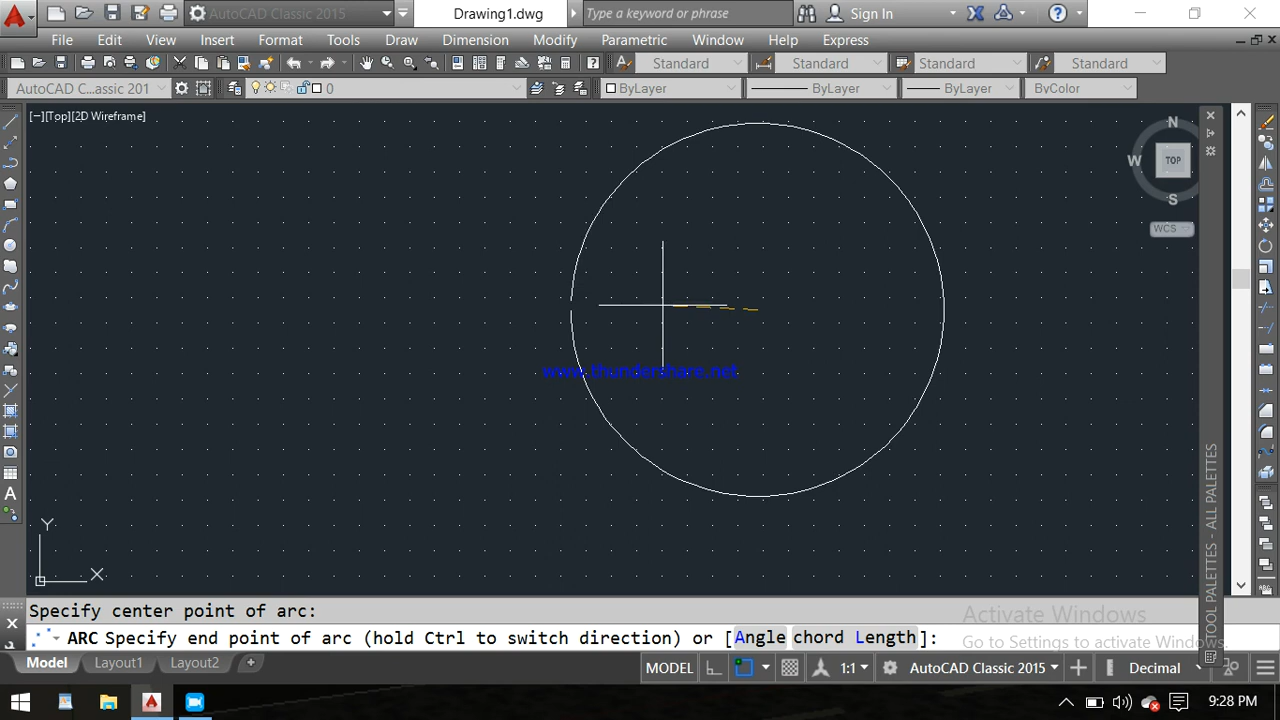 AutoCAD Classic 2015
Drawing1.dwg
Type a keyword or phrase
Sign In
File Edit View Insert Format Tools Draw Dimension Modify Parametric Window Help Express
Standard Standard Standard Standard
AutoCAD C...assic 201 0 ByLayer ByLayer ByLayer ByColor
[−][Top][2D Wireframe]
N
W TOP
S
WCS
www.thundershare.net
Y
X
TOOL PALETTES - ALL PALETTES
Specify center point of arc:
ARC Specify end point of arc (hold Ctrl to switch direction) or [Angle chord Length]:
Activate Windows
Go to Settings to activate Windows.
Model Layout1 Layout2 +
MODEL 1:1 AutoCAD Classic 2015 Decimal
9:28 PM